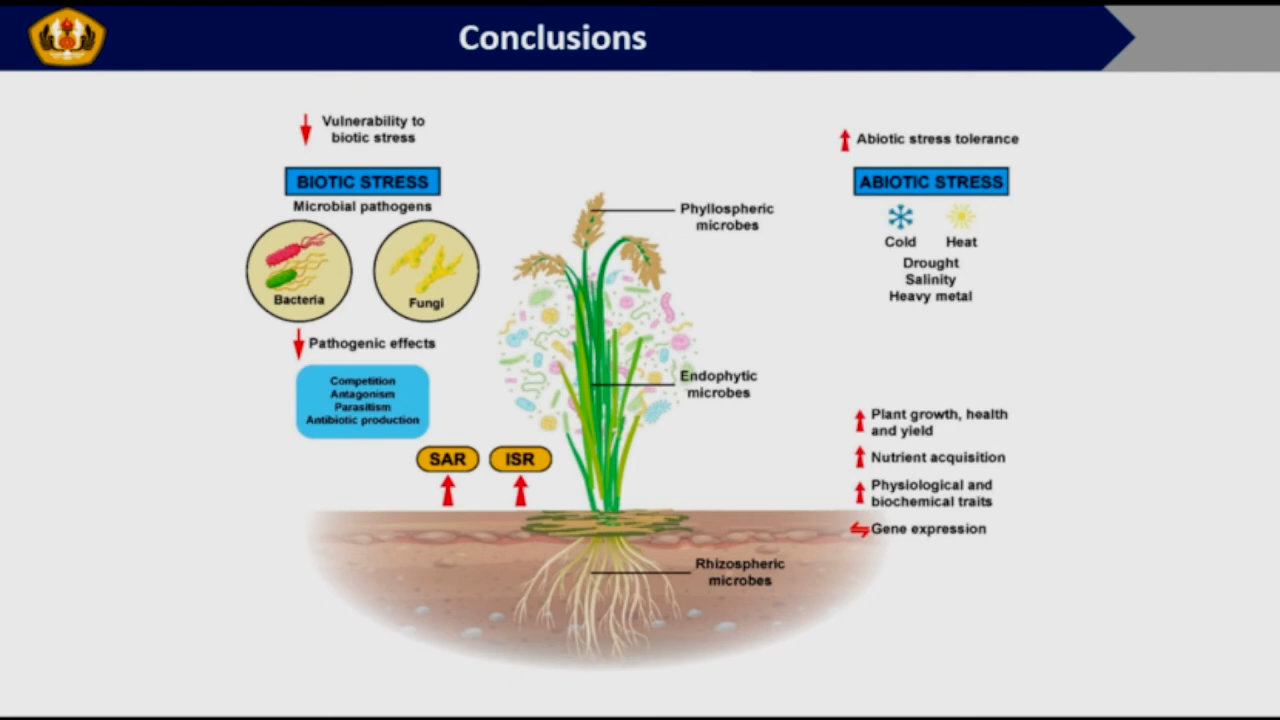 Conclusions
Vulnerability to
biotic stress
BIOTIC STRESS
Microbial pathogens
Bacteria
Fungi
Pathogenic effects
Competition
Antagonism
Parasitism
Antibiotic production
SAR
ISR
Phyllospheric
microbes
Endophytic
microbes
Rhizospheric
microbes
Abiotic stress tolerance
ABIOTIC STRESS
Cold
Heat
Drought
Salinity
Heavy metal
Plant growth, health
and yield
Nutrient acquisition
Physiological and
biochemical traits
Gene expression